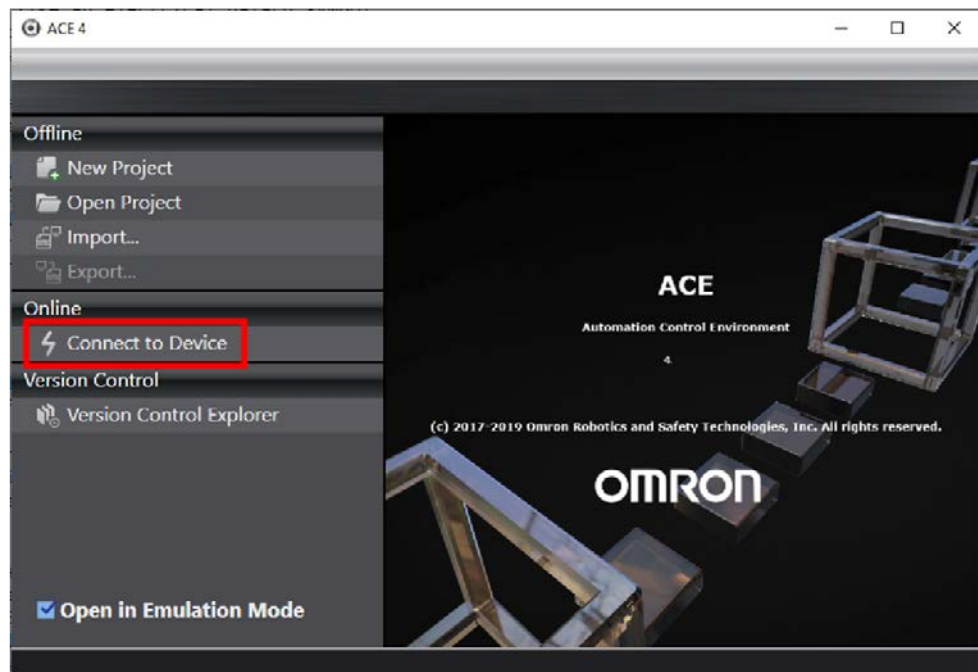 ACE 4
Offline
New Project
Open Project
Import...
Export...
Online
Connect to Device
Version Control
Version Control Explorer
Open in Emulation Mode
ACE
Automation Control Environment
4.
(c) 2017-2019 Omron Robotics and Safety Technologies, Inc. All rights reserved.
OMRON